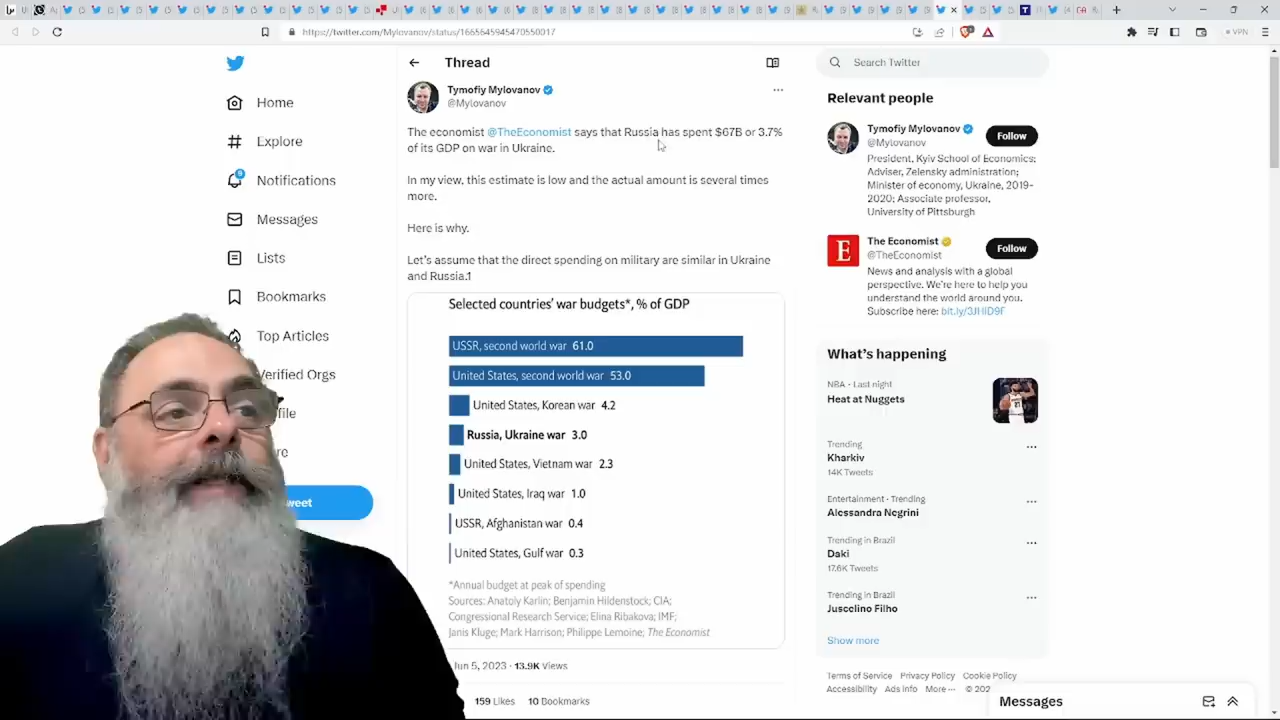 https://twitter.com/Mylovanov/status/1665645945470550017
VPN
Home
Explore
9
Notifications
Messages
Lists
Bookmarks
Top Articles
Verified Orgs
file
re
weet
Thread
Tymofiy Mylovanov
@Mylovanov
The economist @TheEconomist says that Russia has spent $67B or 3.7%
of its GDP on war in Ukraine.
In my view, this estimate is low and the actual amount is several times
more.
Here is why.
Let's assume that the direct spending on military are similar in Ukraine
and Russia.1
Selected countries' war budgets*, % of GDP
USSR, second world war 61.0
United States, second world war 53.0
United States, Korean war 4.2
Russia, Ukraine war 3.0
United States, Vietnam war 2.3
United States, Iraq war 1.0
USSR, Afghanistan war 0.4
United States, Gulf war 0.3
*Annual budget at peak of spending
Sources: Anatoly Karlin; Benjamin Hildenstock; CIA;
Congressional Research Service; Elina Ribakova; IMF;
Janis Kluge; Mark Harrison; Philippe Lemoine; The Economist
Jun 5, 2023 · 13.9K Views
159 Likes 10 Bookmarks
Search Twitter
Relevant people
Tymofiy Mylovanov
@Mylovanov
Follow
President, Kyiv School of Economics;
Adviser, Zelensky administration;
Minister of economy, Ukraine, 2019-
2020; Associate professor,
University of Pittsburgh
E
The Economist
@TheEconomist
Follow
News and analysis with a global
perspective. We're here to help you
understand the world around you.
Subscribe here: bit.ly/3JHiD9F
What's happening
NBA · Last night
Heat at Nuggets
Trending
Kharkiv
14K Tweets
Entertainment · Trending
Alessandra Negrini
Trending in Brazil
Daki
17.6K Tweets
Trending in Brazil
Juscelino Filho
Show more
Terms of Service Privacy Policy Cookie Policy
Accessibility Ads info More ··· © 202
Messages